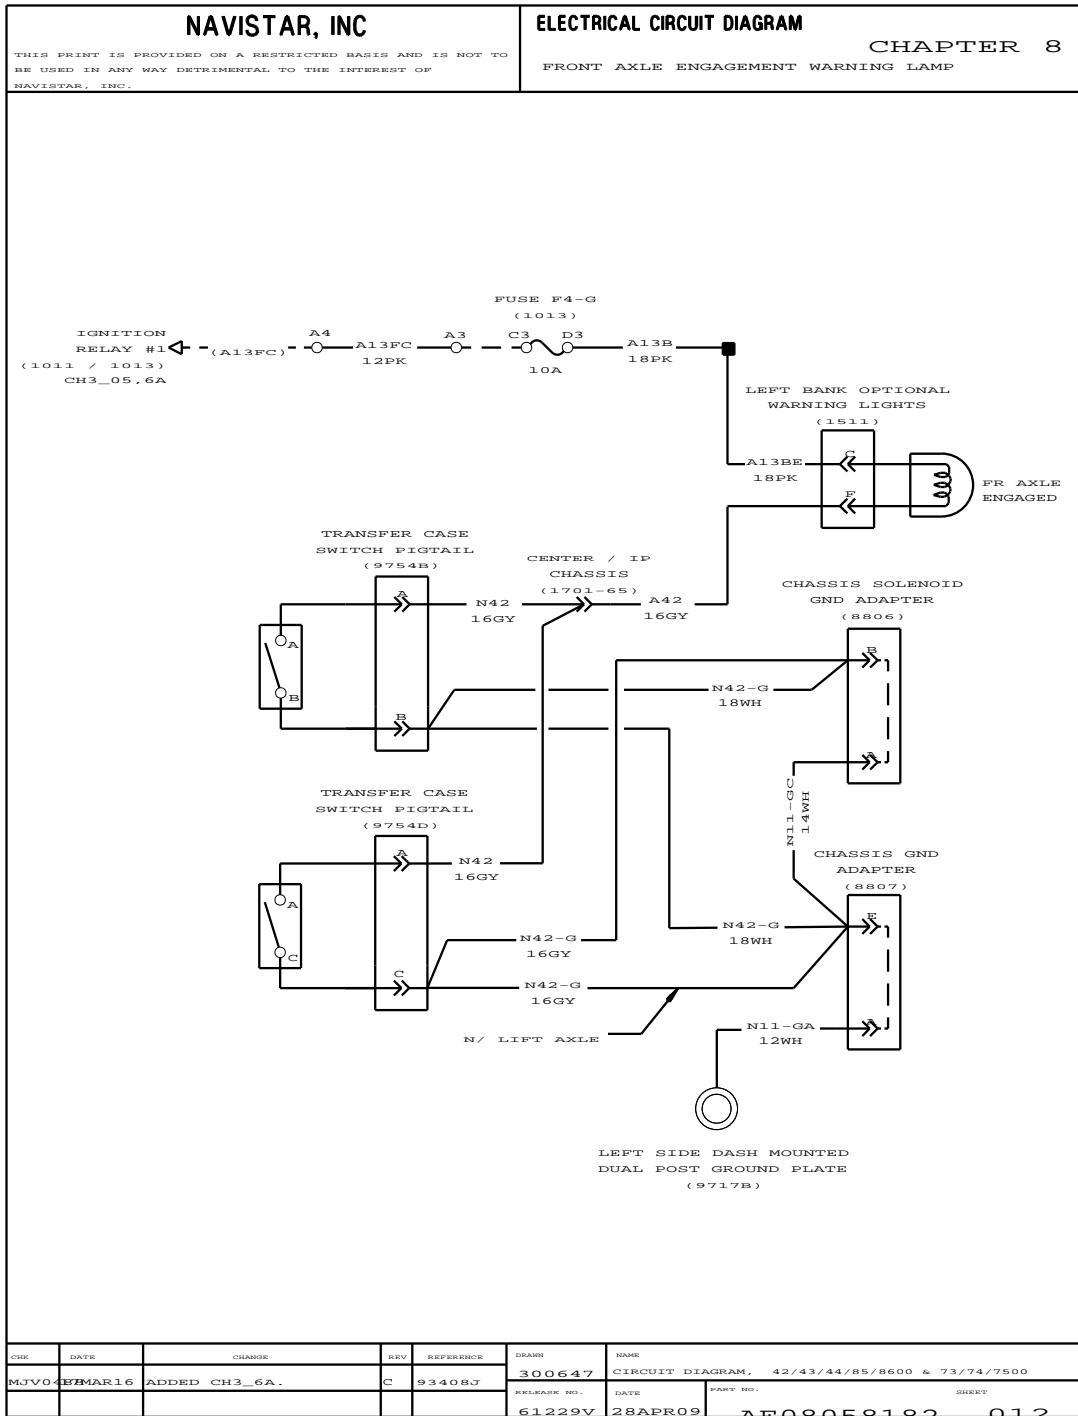 NAVISTAR, INC
THIS PRINT IS PROVIDED ON A RESTRICTED BASIS AND IS NOT TO
BE USED IN ANY WAY DETRIMENTAL TO THE INTEREST OF
NAVISTAR, INC.
ELECTRICAL CIRCUIT DIAGRAM
CHAPTER 8
FRONT AXLE ENGAGEMENT WARNING LAMP
FUSE F4-G
(1013)
IGNITION
RELAY #1
(1011 / 1013)
CH3_05,6A
(A13FC)
A4
A13FC
12PK
A3
C3
D3
10A
A13B
18PK
LEFT BANK OPTIONAL
WARNING LIGHTS
(1511)
A13BE
18PK
C
F
FR AXLE
ENGAGED
TRANSFER CASE
SWITCH PIGTAIL
(9754B)
CENTER / IP
CHASSIS
(1701-65)
CHASSIS SOLENOID
GND ADAPTER
(8806)
A
N42
16GY
A42
16GY
A
B
B
B
N42-G
18WH
A
TRANSFER CASE
SWITCH PIGTAIL
(9754D)
N11-GC
14WH
CHASSIS GND
ADAPTER
(8807)
A
N42
16GY
A
C
C
E
N42-G
18WH
N42-G
16GY
N42-G
16GY
N/ LIFT AXLE
A
N11-GA
12WH
LEFT SIDE DASH MOUNTED
DUAL POST GROUND PLATE
(9717B)
CHK DATE CHANGE REV REFERENCE
MAR16 ADDED CH3_6A. C 93408J
DRAWN
300647
NAME
CIRCUIT DIAGRAM, 42/43/44/85/8600 & 73/74/7500
RELEASE NO.
61229V
DATE
28APR09
PART NO.
SHEET
012